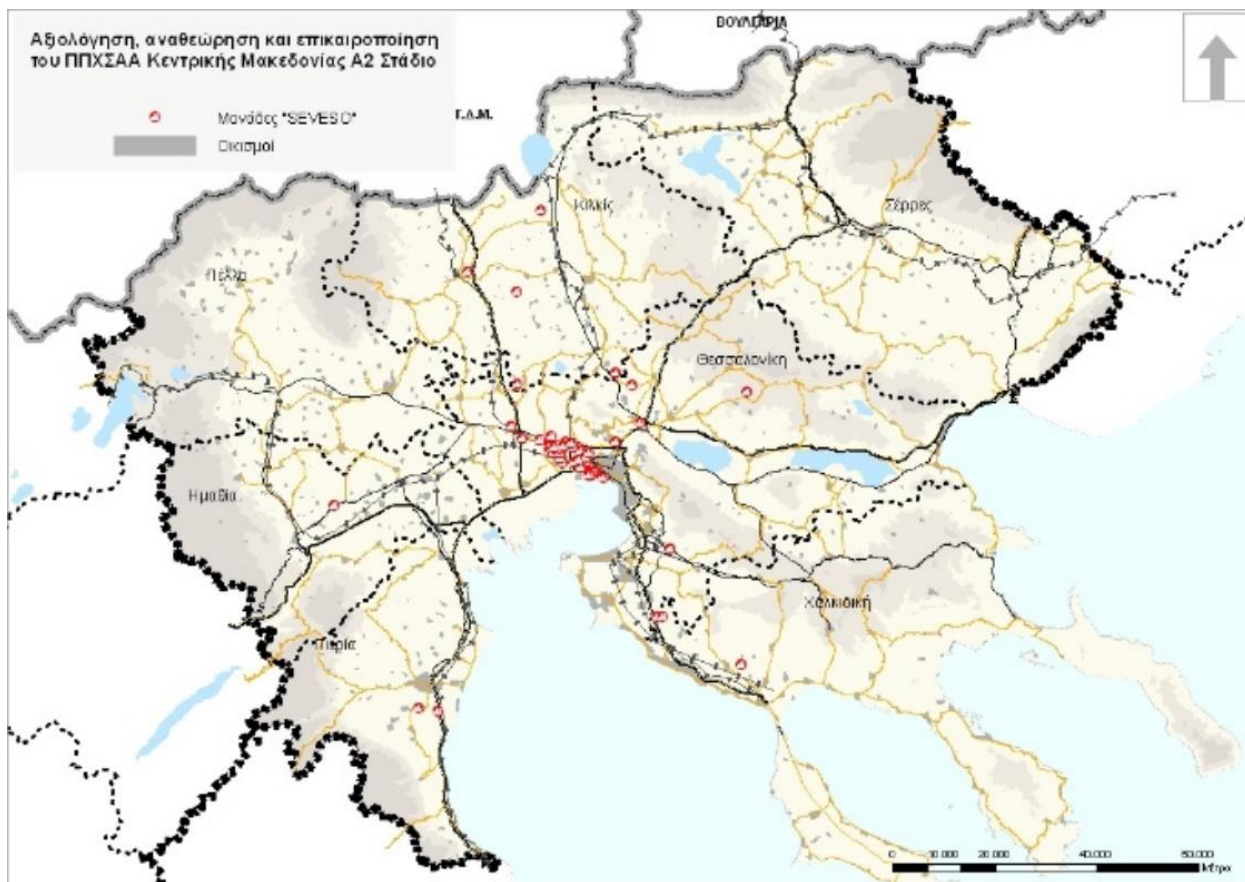 Αξιολόγηση, αναθεώρηση και επικαιροποίηση
του ΠΠΧΣΑΑ Κεντρικής Μακεδονίας Α2 Στάδιο
Μονάδες "SEVESO"
Οικισμοί
ΒΟΥΛΓΑΡΙΑ
Γ.Δ.Μ.
Κιλκίς
Σέρρες
Πέλλα
Θεσσαλονίκη
Ημαθία
Χαλκιδική
Πιερία
0 10.000 20.000 40.000 60.000
Μέτρα